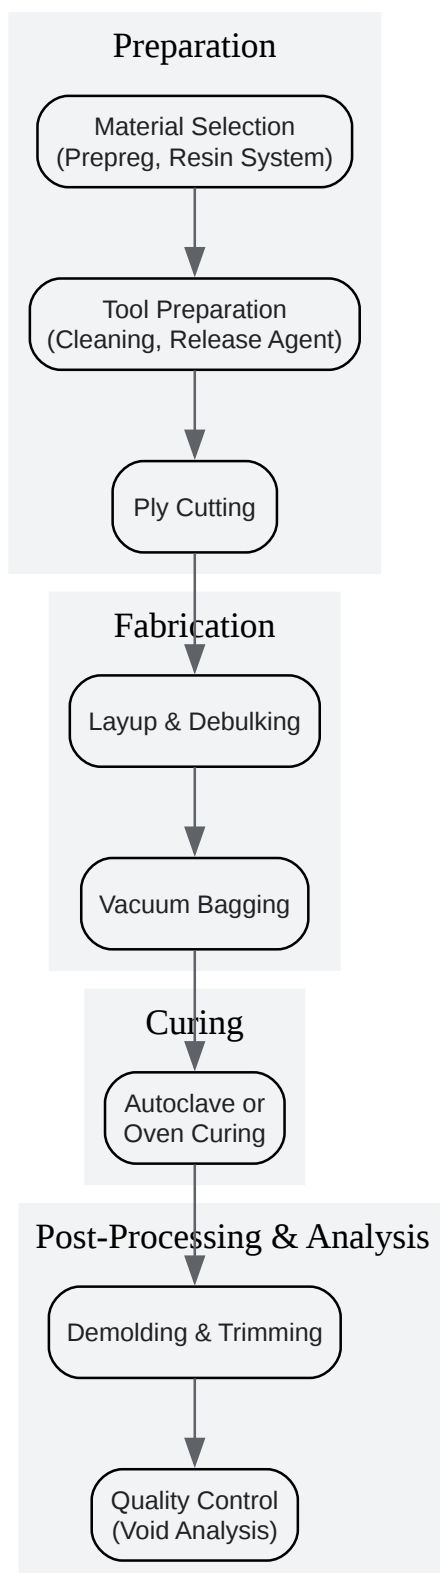 Preparation
Material Selection
(Prepreg, Resin System)
Tool Preparation
(Cleaning, Release Agent)
Ply Cutting
Fabrication
Layup & Debulking
Vacuum Bagging
Curing
Autoclave or
Oven Curing
Post-Processing & Analysis
Demolding & Trimming
Quality Control
(Void Analysis)